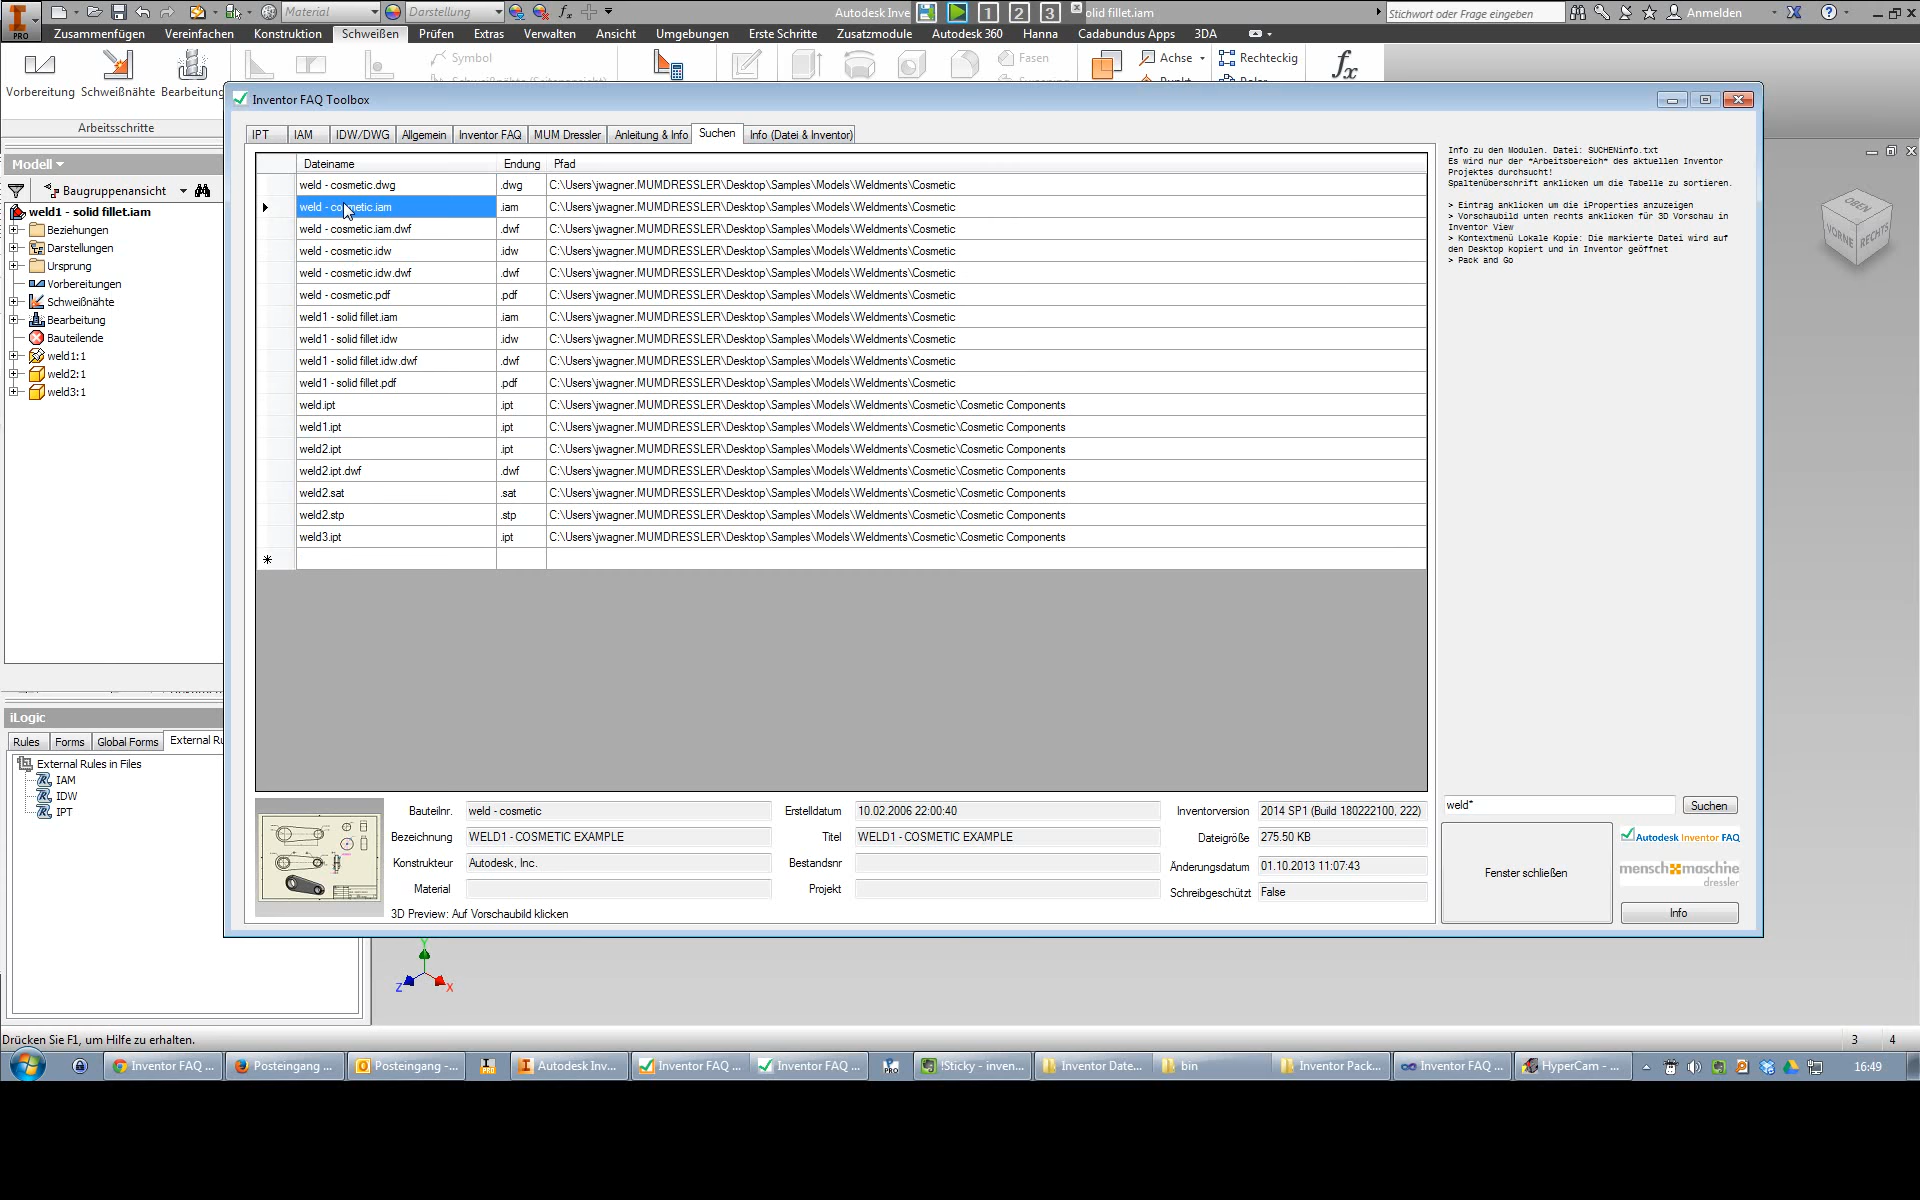 PRO
Material
Darstellung
Autodesk Inve
1
2
3
olid fillet.iam
Stichwort oder Frage eingeben
Anmelden
Zusammenfügen
Vereinfachen
Konstruktion
Schweißen
Prüfen
Extras
Verwalten
Ansicht
Umgebungen
Erste Schritte
Zusatzmodule
Autodesk 360
Hanna
Cadabundus Apps
3DA
Symbol
Fasen
Achse
Rechteckig
fx
Vorbereitung
Schweißnähte
Bearbeitung
Arbeitsschritte
Modell
Baugruppenansicht
weld1 - solid fillet.iam
Beziehungen
Darstellungen
Ursprung
Vorbereitungen
Schweißnähte
Bearbeitung
Bauteilende
weld1:1
weld2:1
weld3:1
iLogic
Rules
Forms
Global Forms
External Ru
External Rules in Files
IAM
IDW
IPT
Inventor FAQ Toolbox
IPT
IAM
IDW/DWG
Allgemein
Inventor FAQ
MUM Dressler
Anleitung & Info
Suchen
Info (Datei & Inventor)
Dateiname Endung Pfad
weld - cosmetic.dwg .dwg C:\Users\jwagner.MUMDRESSLER\Desktop\Samples\Models\Weldments\Cosmetic
weld - cosmetic.iam .iam C:\Users\jwagner.MUMDRESSLER\Desktop\Samples\Models\Weldments\Cosmetic
weld - cosmetic.iam.dwf .dwf C:\Users\jwagner.MUMDRESSLER\Desktop\Samples\Models\Weldments\Cosmetic
weld - cosmetic.idw .idw C:\Users\jwagner.MUMDRESSLER\Desktop\Samples\Models\Weldments\Cosmetic
weld - cosmetic.idw.dwf .dwf C:\Users\jwagner.MUMDRESSLER\Desktop\Samples\Models\Weldments\Cosmetic
weld - cosmetic.pdf .pdf C:\Users\jwagner.MUMDRESSLER\Desktop\Samples\Models\Weldments\Cosmetic
weld1 - solid fillet.iam .iam C:\Users\jwagner.MUMDRESSLER\Desktop\Samples\Models\Weldments\Cosmetic
weld1 - solid fillet.idw .idw C:\Users\jwagner.MUMDRESSLER\Desktop\Samples\Models\Weldments\Cosmetic
weld1 - solid fillet.idw.dwf .dwf C:\Users\jwagner.MUMDRESSLER\Desktop\Samples\Models\Weldments\Cosmetic
weld1 - solid fillet.pdf .pdf C:\Users\jwagner.MUMDRESSLER\Desktop\Samples\Models\Weldments\Cosmetic
weld.ipt .ipt C:\Users\jwagner.MUMDRESSLER\Desktop\Samples\Models\Weldments\Cosmetic\Cosmetic Components
weld1.ipt .ipt C:\Users\jwagner.MUMDRESSLER\Desktop\Samples\Models\Weldments\Cosmetic\Cosmetic Components
weld2.ipt .ipt C:\Users\jwagner.MUMDRESSLER\Desktop\Samples\Models\Weldments\Cosmetic\Cosmetic Components
weld2.ipt.dwf .dwf C:\Users\jwagner.MUMDRESSLER\Desktop\Samples\Models\Weldments\Cosmetic\Cosmetic Components
weld2.sat .sat C:\Users\jwagner.MUMDRESSLER\Desktop\Samples\Models\Weldments\Cosmetic\Cosmetic Components
weld2.stp .stp C:\Users\jwagner.MUMDRESSLER\Desktop\Samples\Models\Weldments\Cosmetic\Cosmetic Components
weld3.ipt .ipt C:\Users\jwagner.MUMDRESSLER\Desktop\Samples\Models\Weldments\Cosmetic\Cosmetic Components
Info zu den Modulen. Datei: SUCHENinfo.txt
Es wird nur der "Arbeitsbereich" des aktuellen Inventor
Projektes durchsucht!
Spaltenüberschrift anklicken um die Tabelle zu sortieren.
> Eintrag anklicken um die iProperties anzuzeigen
> Vorschaubild unten rechts anklicken für 3D Vorschau in
Inventor View
> Kontextmenü Lokale Kopie: Die markierte Datei wird auf
den Desktop kopiert und in Inventor geöffnet
> Pack and Go
OBEN
VORNE
RECHTS
weld*
Suchen
Fenster schließen
Autodesk Inventor FAQ
mensch maschine
dressler
Info
Bauteilnr. weld - cosmetic
Bezeichnung WELD1 - COSMETIC EXAMPLE
Konstrukteur Autodesk, Inc.
Material
3D Preview: Auf Vorschaubild klicken
Erstelldatum 10.02.2006 22:00:40
Titel WELD1 - COSMETIC EXAMPLE
Bestandsnr
Projekt
Inventorversion 2014 SP1 (Build 180222100, 222)
Dateigröße 275.50 KB
Änderungsdatum 01.10.2013 11:07:43
Schreibgeschützt False
Y
Z
X
Drücken Sie F1, um Hilfe zu erhalten.
3
4
Inventor FAQ ...
Posteingang ...
Posteingang -...
Autodesk Inv...
Inventor FAQ ...
Inventor FAQ ...
PRO
!Sticky - inven...
Inventor Date...
bin
Inventor Pack...
Inventor FAQ ...
HyperCam - ...
16:49